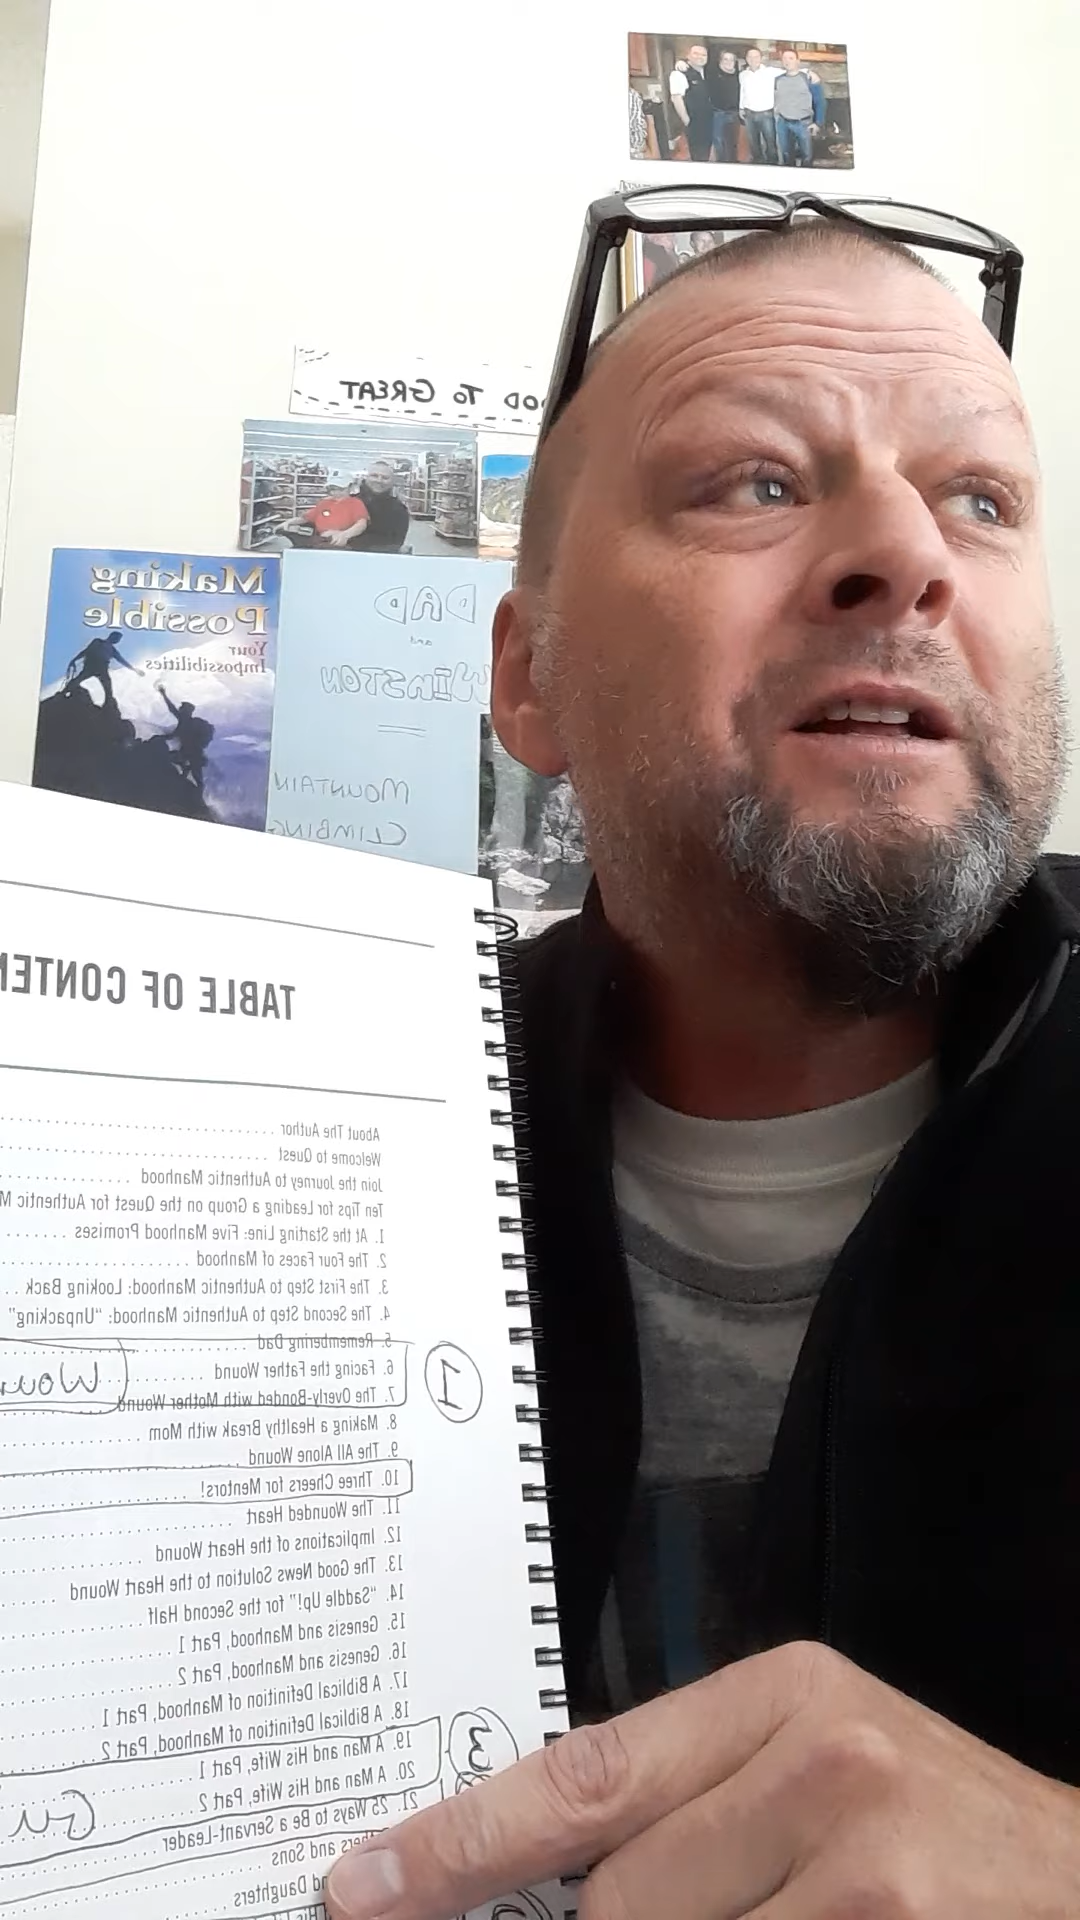 OOD TO GREAT
Making
Possible
Your
Impossibilities
DAD
and
WINSTON
MOUNTAIN
CLIMBING
TABLE OF CONTEN
About The Author
Welcome to Quest
Join the Journey to Authentic Manhood
Ten Tips for Leading a Group on the Quest for Authentic M
1. At the Starting Line: Five Manhood Promises
2. The Four Faces of Manhood
3. The First Step to Authentic Manhood: Looking Back
4. The Second Step to Authentic Manhood: "Unpacking"
5. Remembering Dad
6. Facing the Father Wound
7. The Overly-Bonded with Mother Wound
1
8. Making a Healthy Break with Mom
9. The All Alone Wound
10. Three Cheers for Mentors!
11. The Wounded Heart
12. Implications of the Heart Wound
13. The Good News Solution to the Heart Wound
14. "Saddle Up!" for the Second Half
15. Genesis and Manhood, Part 1
16. Genesis and Manhood, Part 2
17. A Biblical Definition of Manhood, Part 1
18. A Biblical Definition of Manhood, Part 2
19. A Man and His Wife, Part 1
20. A Man and His Wife, Part 2
3
21. 25 Ways to Be a Servant-Leader
hers and Sons
nd Daughters